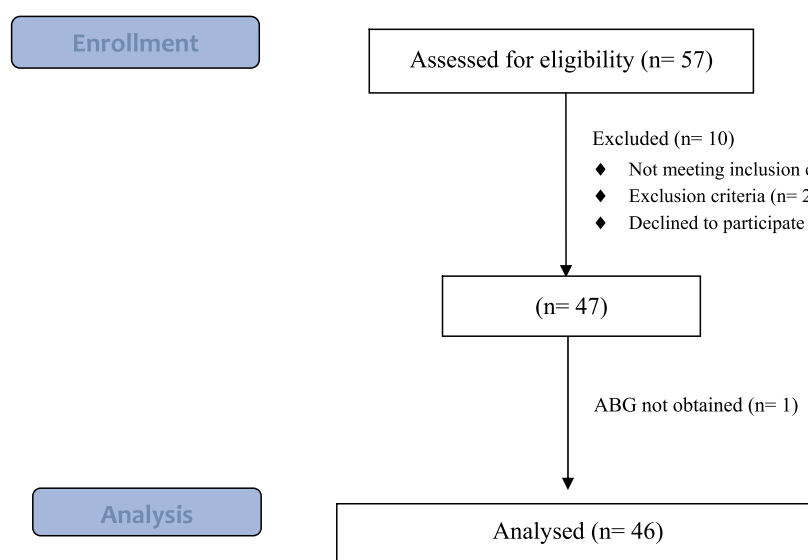 Enrollment
Assessed for eligibility (n= 57)
Excluded (n= 10)
♦ Not meeting inclusion
♦ Exclusion criteria (n= 2
♦ Declined to participate
(n= 47)
ABG not obtained (n= 1)
Analysis
Analysed (n= 46)